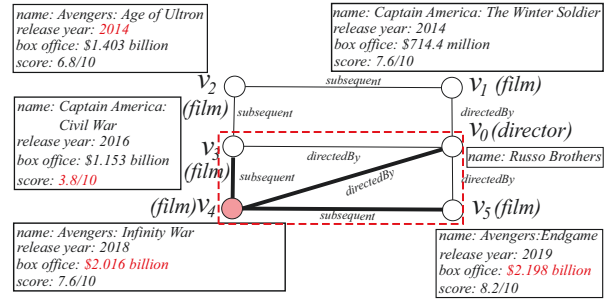 name: Avengers: Age of Ultron
release year: 2014
box office: $1.403 billion
score: 6.8/10
name: Captain America: The Winter Soldier
release year: 2014
box office: $714.4 million
score: 7.6/10
v2
(film)
subsequent
v1 (film)
name: Captain America:
Civil War
release year: 2016
box office: $1.153 billion
score: 3.8/10
subsequent
directedBy
v3
(film)
directedBy
v0 (director)
name: Russo Brothers
subsequent
directedBy
directedBy
(film)v4
subsequent
v5 (film)
name: Avengers: Infinity War
release year: 2018
box office: $2.016 billion
score: 7.6/10
name: Avengers:Endgame
release year: 2019
box office: $2.198 billion
score: 8.2/10